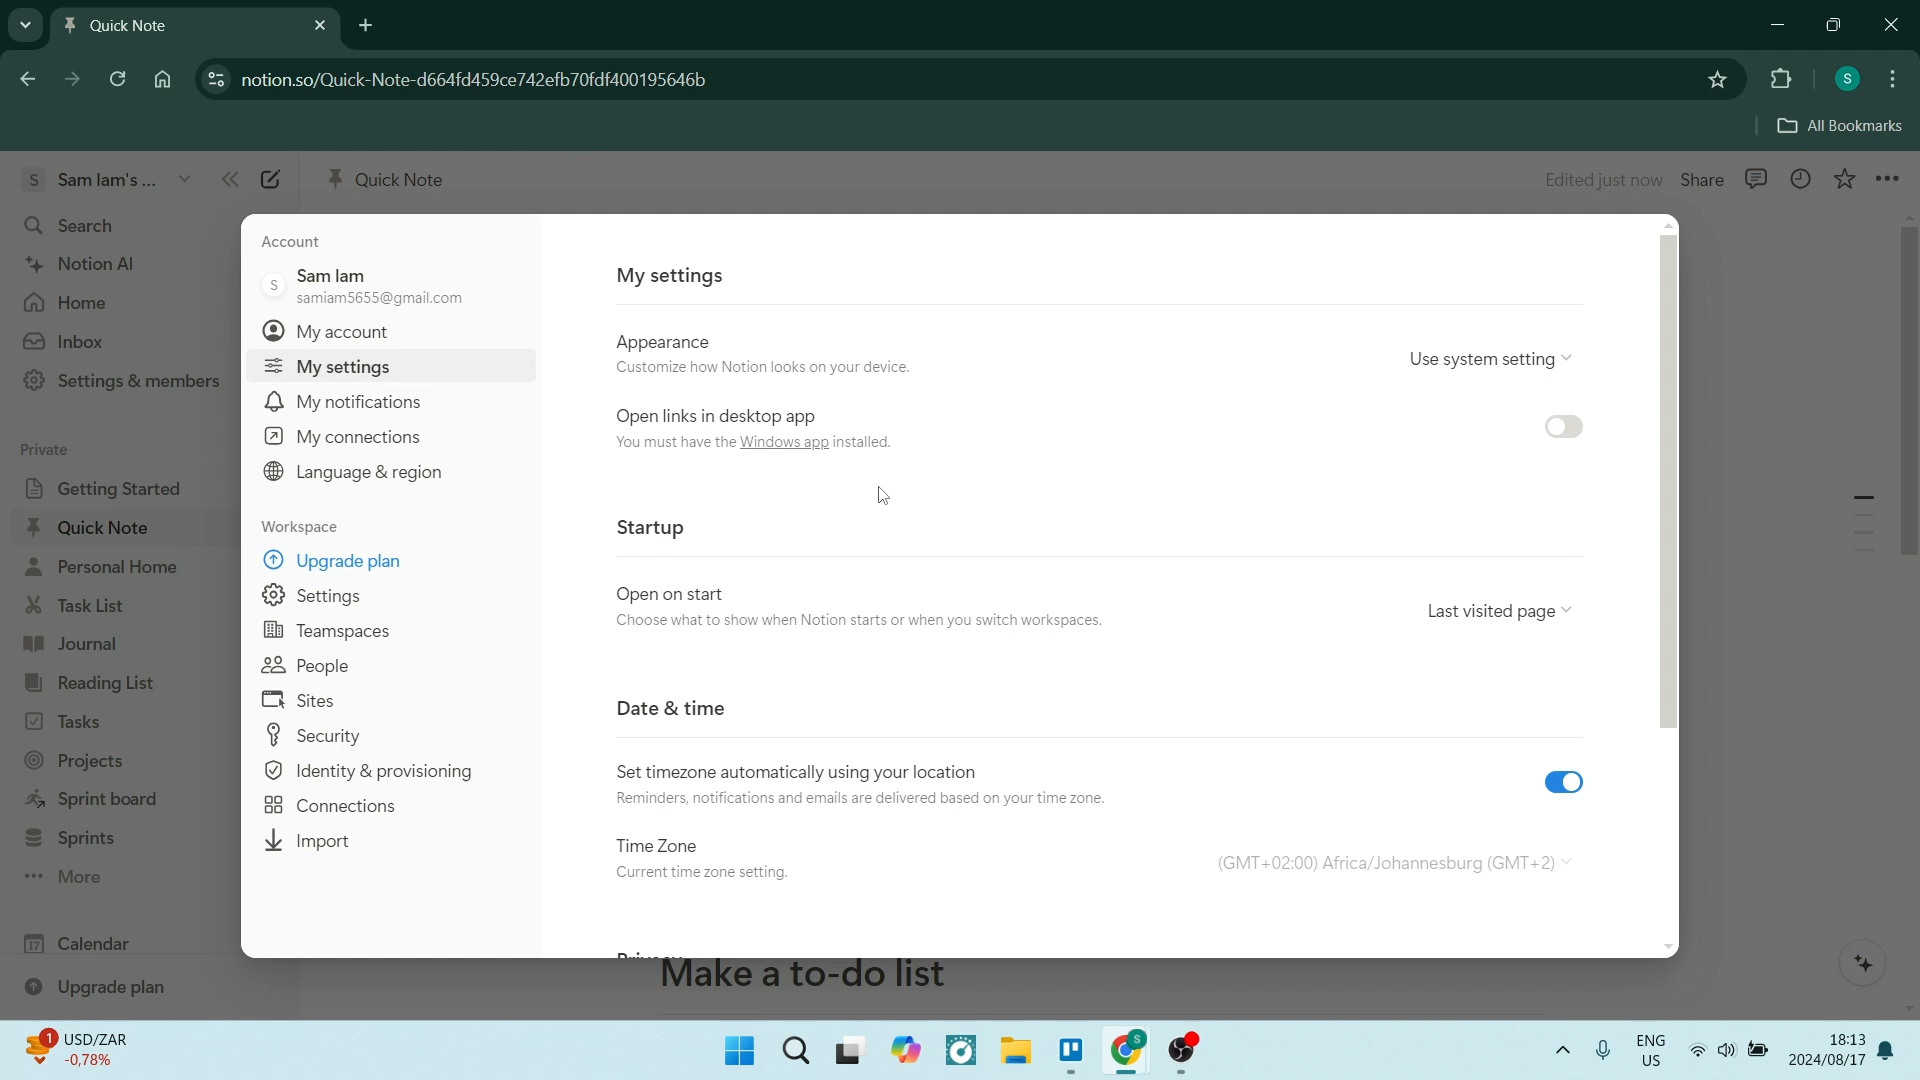 Quick Note
notion.so/Quick-Note-d664fd459ce742efb70fdf400195646b
S
All Bookmarks
S Sam Iam's ...
Quick Note
Edited just now Share
Search
Notion AI
Home
Inbox
Settings & members
Private
Getting Started
Quick Note
Personal Home
Task List
Journal
Reading List
Tasks
Projects
Sprint board
Sprints
More
17 Calendar
Upgrade plan
Account
S Sam Iam
samiam5655@gmail.com
My account
My settings
My notifications
My connections
Language & region
Workspace
Upgrade plan
Settings
Teamspaces
People
Sites
Security
Identity & provisioning
Connections
Import
My settings
Appearance
Customize how Notion looks on your device.
Use system setting
Open links in desktop app
You must have the Windows app installed.
Startup
Open on start
Choose what to show when Notion starts or when you switch workspaces.
Last visited page
Date & time
Set timezone automatically using your location
Reminders, notifications and emails are delivered based on your time zone.
Time Zone
Current time zone setting.
(GMT+02:00) Africa/Johannesburg (GMT+2)
Privacy
Make a to-do list
1 USD/ZAR
-0,78%
S
ENG
US
18:13
2024/08/17